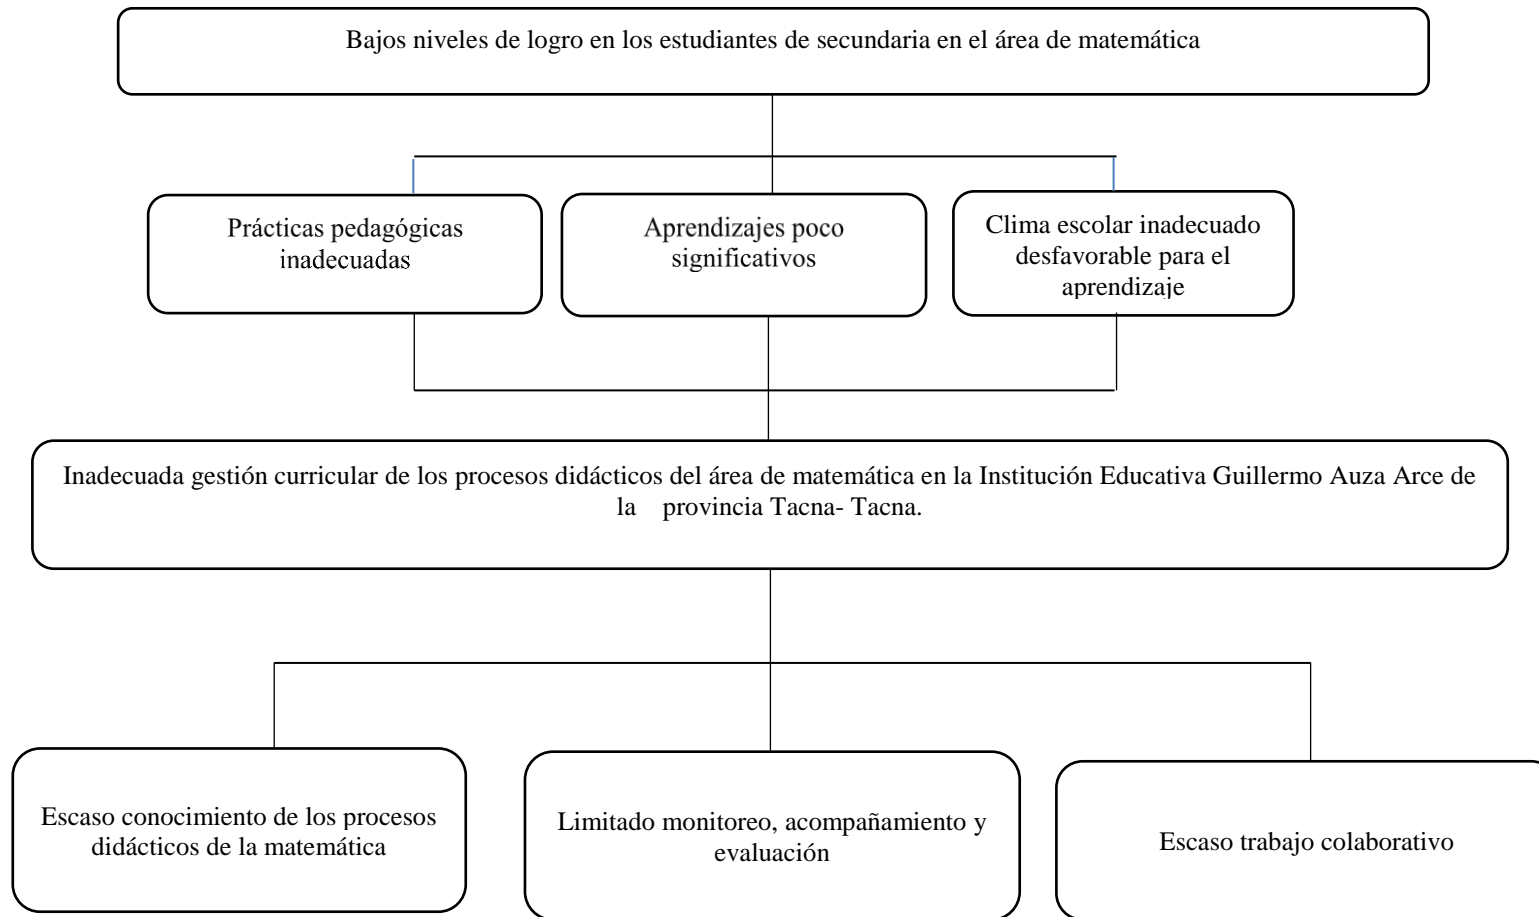 Bajos niveles de logro en los estudiantes de secundaria en el área de matemática
Prácticas pedagógicas
inadecuadas
Aprendizajes poco
significativos
Clima escolar inadecuado
desfavorable para el
aprendizaje
Inadecuada gestión curricular de los procesos didácticos del área de matemática en la Institución Educativa Guillermo Auza Arce de
la provincia Tacna- Tacna.
Escaso conocimiento de los procesos
didácticos de la matemática
Limitado monitoreo, acompañamiento y
evaluación
Escaso trabajo colaborativo